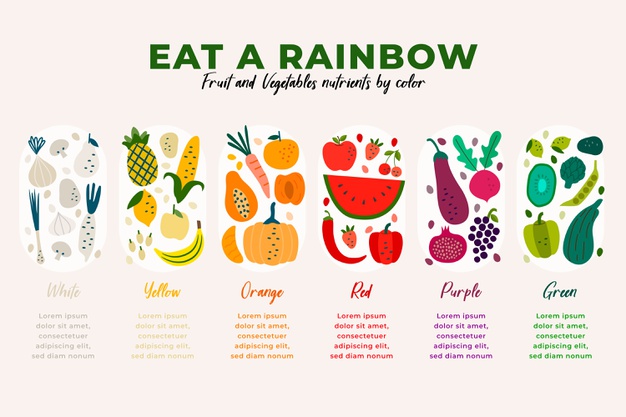 EAT A RAINBOW
Fruit and Vegetables nutrients by color
White
Lorem ipsum
dolor sit amet,
consectetuer
adipiscing elit,
sed diam nonum
Yellow
Lorem ipsum
dolor sit amet,
consectetuer
adipiscing elit,
sed diam nonum
Orange
Lorem ipsum
dolor sit amet,
consectetuer
adipiscing elit,
sed diam nonum
Red
Lorem ipsum
dolor sit amet,
consectetuer
adipiscing elit,
sed diam nonum
Purple
Lorem ipsum
dolor sit amet,
consectetuer
adipiscing elit,
sed diam nonum
Green
Lorem ipsum
dolor sit amet,
consectetuer
adipiscing elit,
sed diam nonum